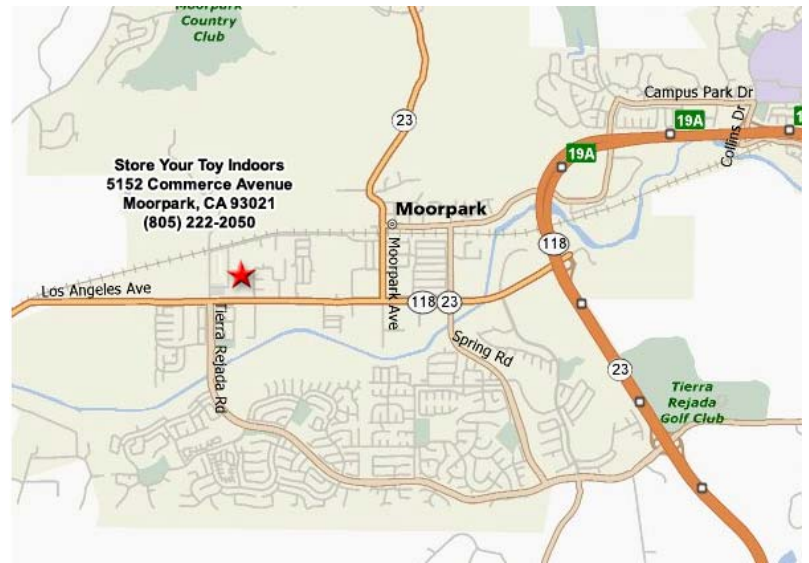 Moorpark
Country
Club
Campus Park Dr
23
19A
Collins Dr
19A
Store Your Toy Indoors
5152 Commerce Avenue
Moorpark, CA 93021
(805) 222-2050
Moorpark
118
Los Angeles Ave
Moorpark Ave
118
23
Tierra Rejada Rd
Spring Rd
23
Tierra
Rejada
Golf Club